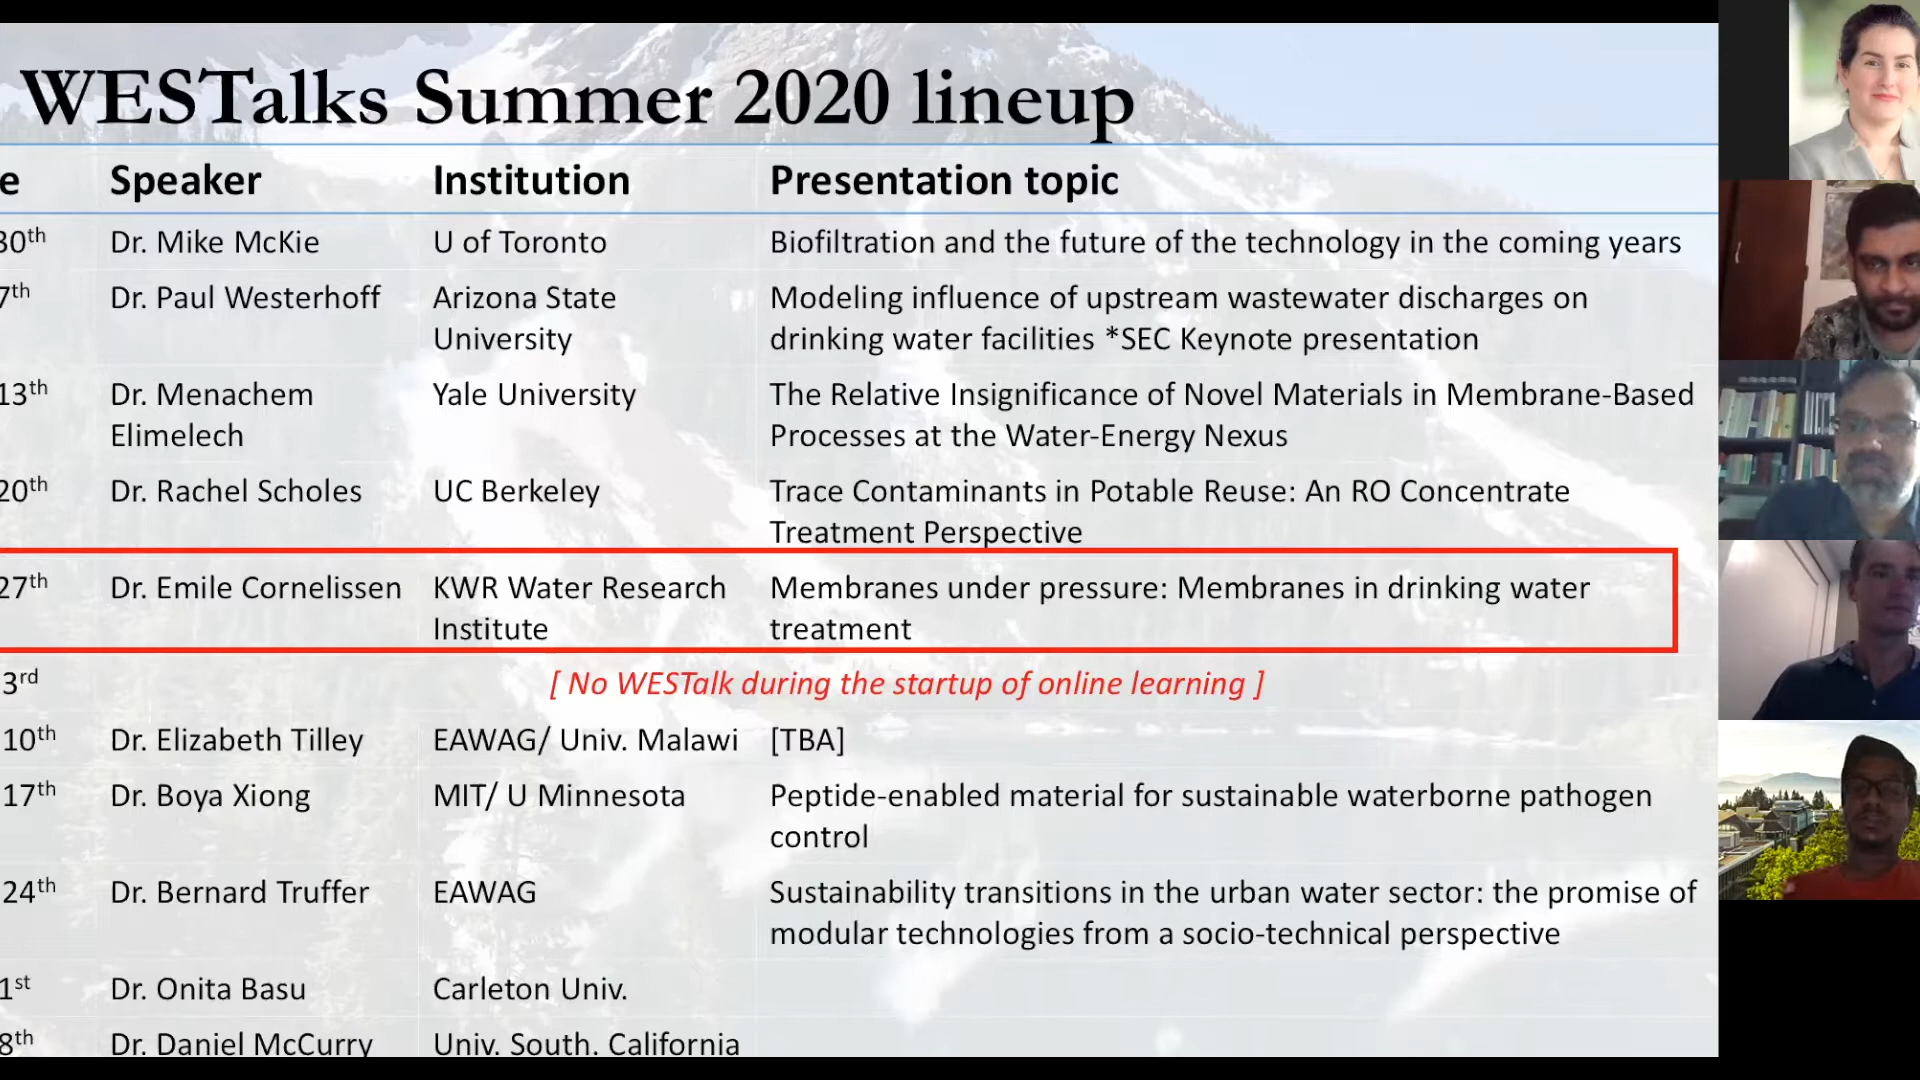 WESTalks Summer 2020 lineup
e Speaker Institution Presentation topic
30th Dr. Mike McKie U of Toronto Biofiltration and the future of the technology in the coming years
7th Dr. Paul Westerhoff Arizona State Modeling influence of upstream wastewater discharges on
University drinking water facilities *SEC Keynote presentation
13th Dr. Menachem Yale University The Relative Insignificance of Novel Materials in Membrane-Based
Elimelech Processes at the Water-Energy Nexus
20th Dr. Rachel Scholes UC Berkeley Trace Contaminants in Potable Reuse: An RO Concentrate
Treatment Perspective
27th Dr. Emile Cornelissen KWR Water Research Membranes under pressure: Membranes in drinking water
Institute treatment
3rd [ No WESTalk during the startup of online learning ]
10th Dr. Elizabeth Tilley EAWAG/ Univ. Malawi [TBA]
17th Dr. Boya Xiong MIT/ U Minnesota Peptide-enabled material for sustainable waterborne pathogen
control
24th Dr. Bernard Truffer EAWAG Sustainability transitions in the urban water sector: the promise of
modular technologies from a socio-technical perspective
1st Dr. Onita Basu Carleton Univ.
8th Dr. Daniel McCurry Univ. South. California